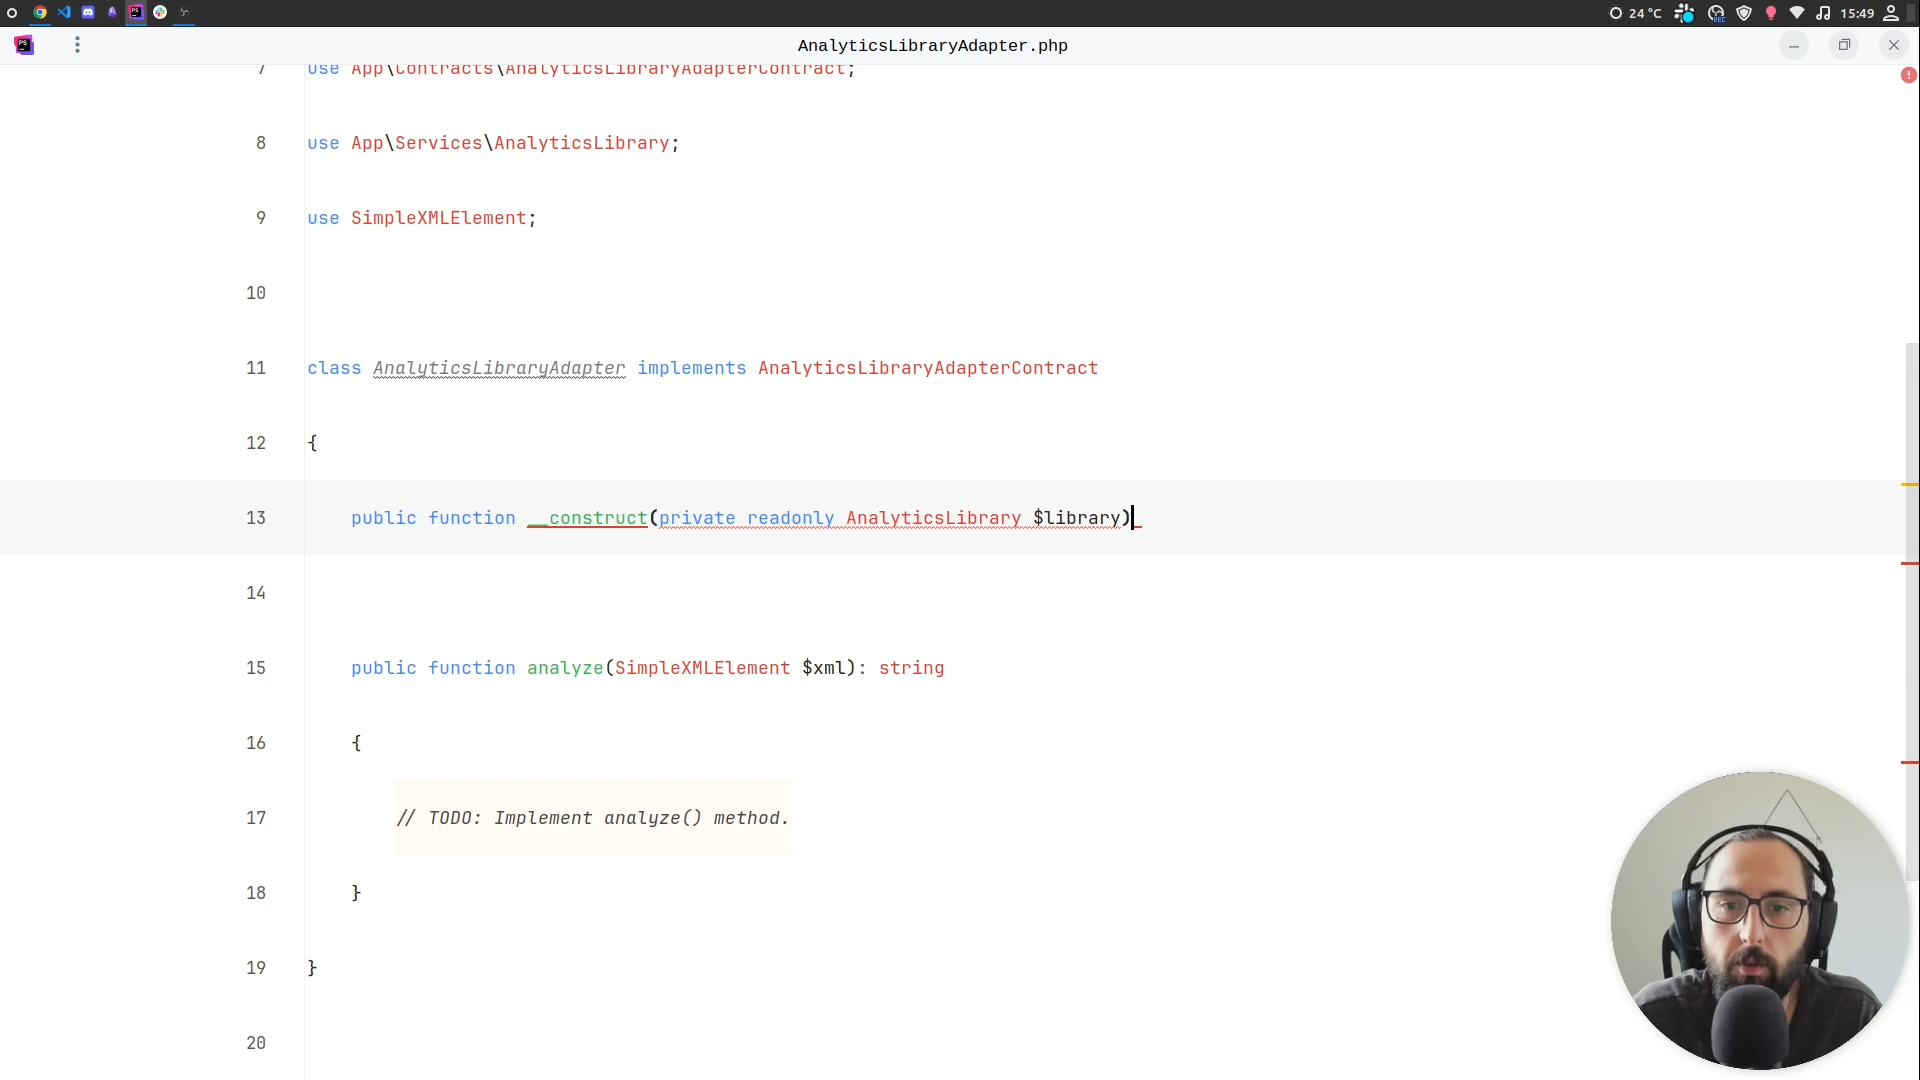 24 °C REC 15:49
PS AnalyticsLibraryAdapter.php
7 use App\Contracts\AnalyticsLibraryAdapterContract;
8 use App\Services\AnalyticsLibrary;
9 use SimpleXMLElement;
10
11 class AnalyticsLibraryAdapter implements AnalyticsLibraryAdapterContract
12 {
13 public function __construct(private readonly AnalyticsLibrary $library)
14
15 public function analyze(SimpleXMLElement $xml): string
16 {
17 // TODO: Implement analyze() method.
18 }
19 }
20